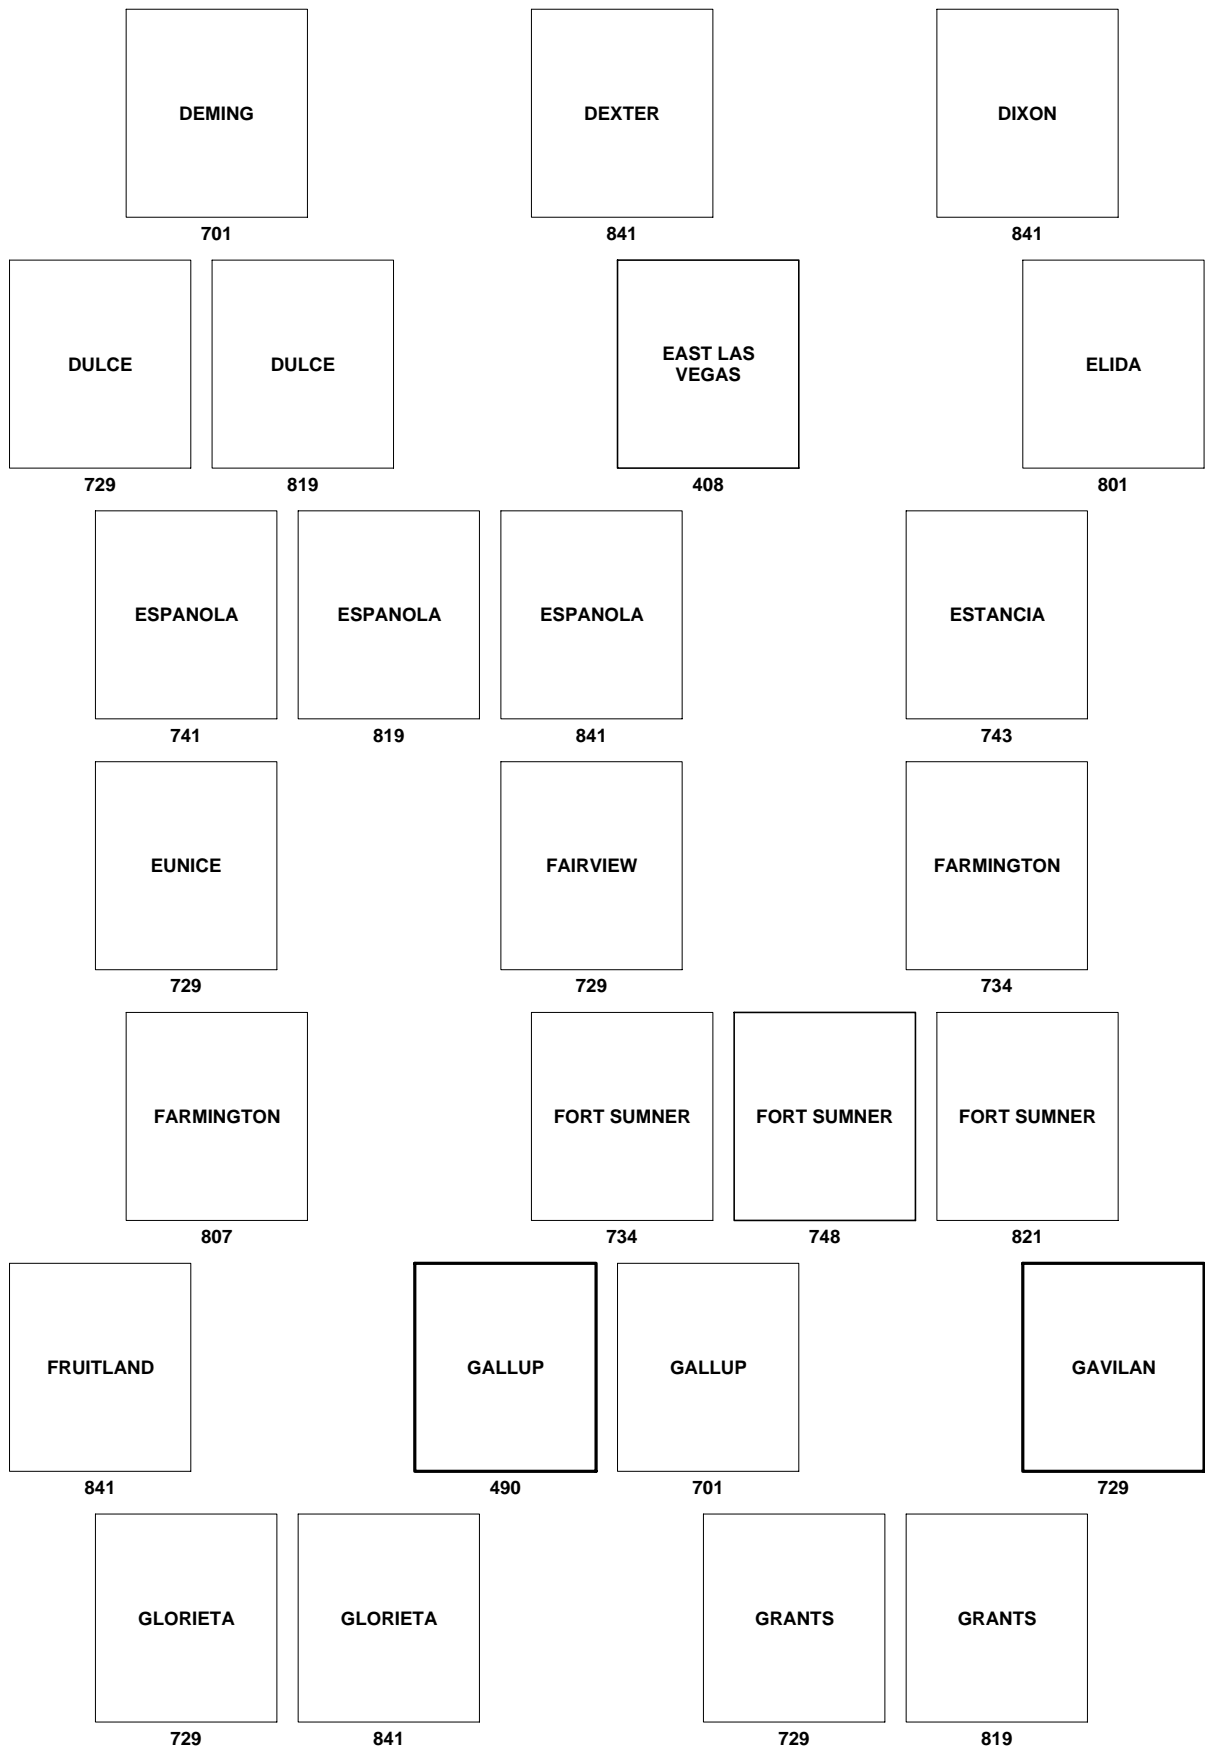 DEMING
701
DEXTER
841
DIXON
841
DULCE
729
DULCE
819
EAST LAS
VEGAS
408
ELIDA
801
ESPANOLA
741
ESPANOLA
819
ESPANOLA
841
ESTANCIA
743
EUNICE
729
FAIRVIEW
729
FARMINGTON
734
FARMINGTON
807
FORT SUMNER
734
FORT SUMNER
748
FORT SUMNER
821
FRUITLAND
841
GALLUP
490
GALLUP
701
GAVILAN
729
GLORIETA
729
GLORIETA
841
GRANTS
729
GRANTS
819